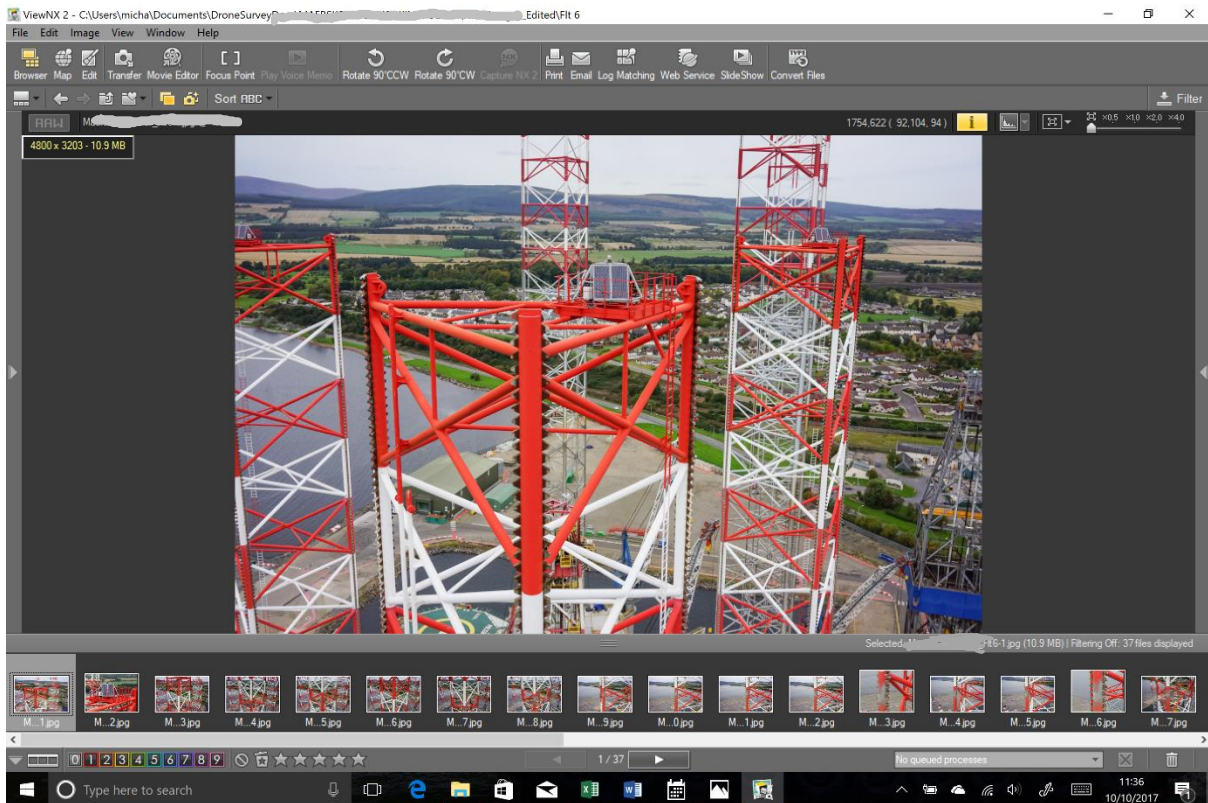 ViewNX 2 - C:\Users\micha\Documents\DroneSurvey _Edited\Flt 6
File Edit Image View Window Help
Browser Map Edit Transfer Movie Editor Focus Point Play Voice Memo Rotate 90°CCW Rotate 90°CW Capture NX 2 Print Email Log Matching Web Service SlideShow Convert Files
Sort ABC Filter
RAW 1754,622 ( 92,104, 94 ) i x0.5 x1.0 x2.0 x4.0
4800 x 3203 - 10.9 MB
Selected: Flt6-1.jpg (10.9 MB) | Filtering Off: 37 files displayed
M...1.jpg M...2.jpg M...3.jpg M...4.jpg M...5.jpg M...6.jpg M...7.jpg M...8.jpg M...9.jpg M...0.jpg M...1.jpg M...2.jpg M...3.jpg M...4.jpg M...5.jpg M...6.jpg M...7.jpg
0 1 2 3 4 5 6 7 8 9 1 / 37 No queued processes
Type here to search 11:36
10/10/2017